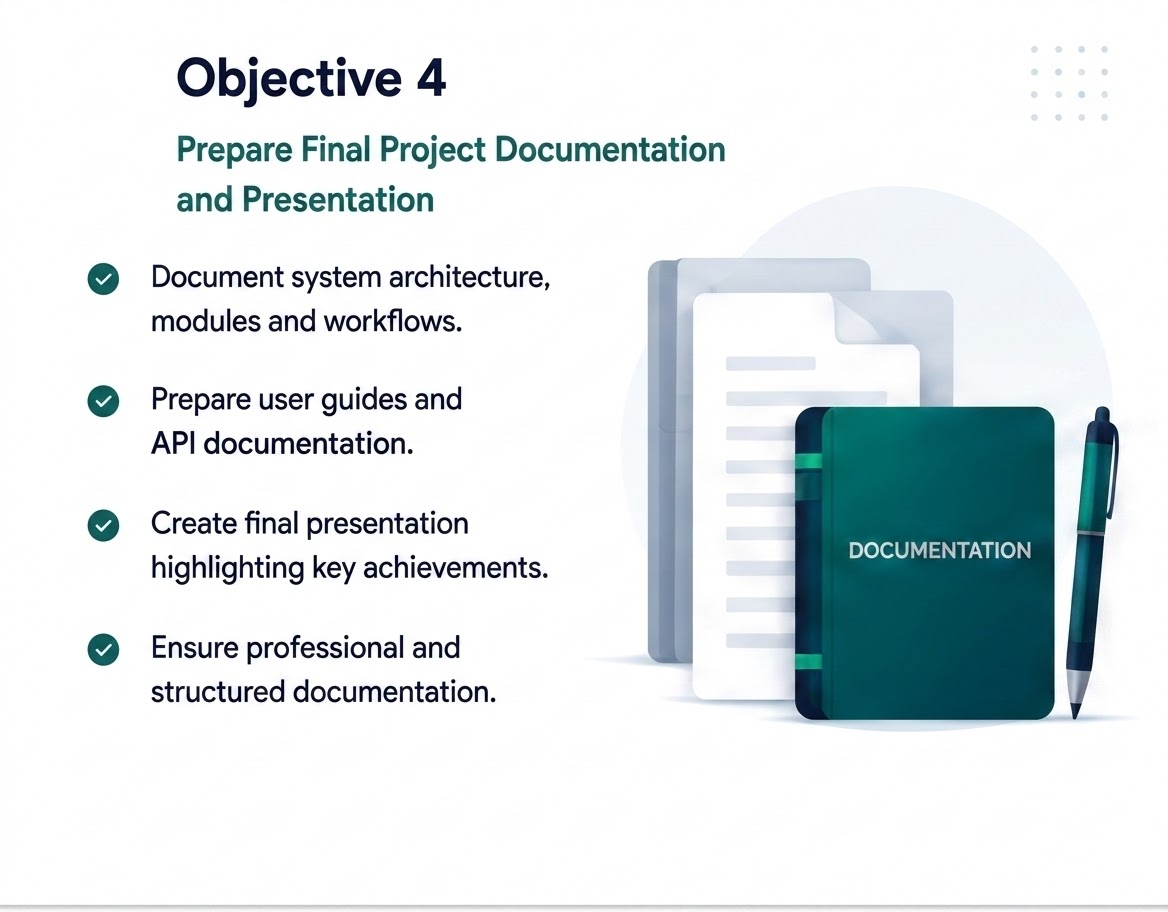 Objective 4
Prepare Final Project Documentation
and Presentation
Document system architecture,
modules and workflows.
Prepare user guides and
API documentation.
Create final presentation
highlighting key achievements.
Ensure professional and
structured documentation.
DOCUMENTATION